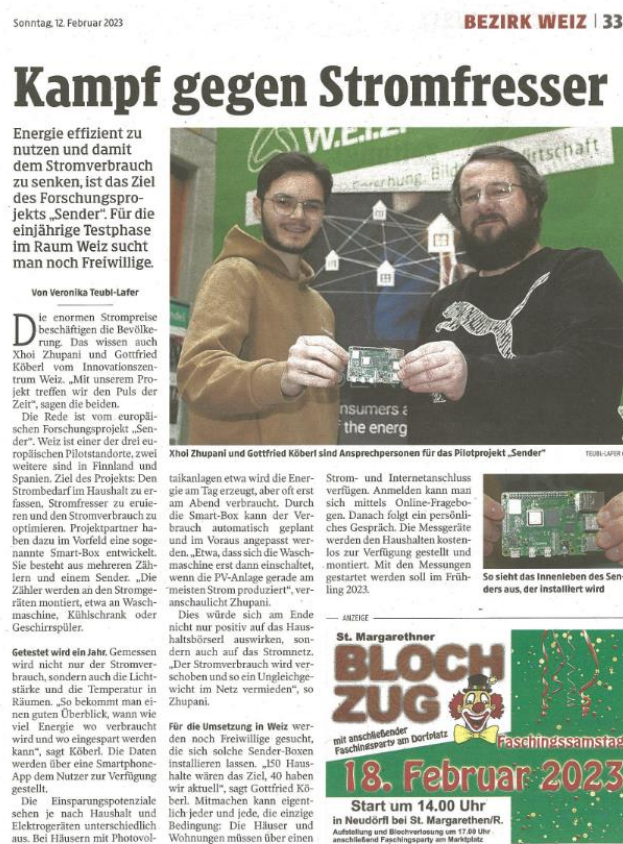 Sonntag, 12. Februar 2023
BEZIRK WEIZ | 33
Kampf gegen Stromfresser
Energie effizient zu
nutzen und damit
dem Stromverbrauch
zu senken, ist das Ziel
des Forschungspro-
jekts „Sender“. Für die
einjährige Testphase
im Raum Weiz sucht
man noch Freiwillige.
Von Veronika Teubl-Lafer
Die enormen Strompreise
beschäftigen die Bevölke-
rung. Das wissen auch
Xhoi Zhupani und Gottfried
Köberl vom Innovationszen-
trum Weiz. „Mit unserem Pro-
jekt treffen wir den Puls der
Zeit“, sagen die beiden.
Die Rede ist vom europäi-
schen Forschungsprojekt „Sen-
der“. Weiz ist einer der drei eu-
ropäischen Pilotstandorte, zwei
weitere sind in Finnland und
Spanien. Ziel des Projekts: Den
Strombedarf im Haushalt zu er-
fassen, Stromfresser zu eruie-
ren und den Stromverbrauch zu
optimieren. Projektpartner ha-
ben dazu im Vorfeld eine soge-
nannte Smart-Box entwickelt.
Sie besteht aus mehreren Zäh-
lern und einem Sender. „Die
Zähler werden an den Stromge-
räten montiert, etwa an Wasch-
maschine, Kühlschrank oder
Geschirrspüler.
Getestet wird ein Jahr. Gemessen
wird nicht nur der Stromver-
brauch, sondern auch die Licht-
stärke und die Temperatur in
Räumen. „So bekommt man ei-
nen guten Überblick, wann wie
viel Energie wo verbraucht
wird und wo eingespart werden
kann“, sagt Köberl. Die Daten
werden über eine Smartphone-
App dem Nutzer zur Verfügung
gestellt.
Die Einsparungspotenziale
sehen je nach Haushalt und
Elektrogeräten unterschiedlich
aus. Bei Häusern mit Photovol-
W.E.I.Z.
Forschung, Bild
irtschaft
nsumers a
the energ
Xhoi Zhupani und Gottfried Köberl sind Ansprechpersonen für das Pilotprojekt „Sender“
TEUBL-LAFER
taikanlagen etwa wird die Ener-
gie am Tag erzeugt, aber oft erst
am Abend verbraucht. Durch
die Smart-Box kann der Ver-
brauch automatisch geplant
und im Voraus angepasst wer-
den. „Etwa, dass sich die Wasch-
maschine erst dann einschaltet,
wenn die PV-Anlage gerade am
meisten Strom produziert“, ver-
anschaulicht Zhupani.
Dies würde sich am Ende
nicht nur positiv auf das Haus-
haltsbörserl auswirken, son-
dern auch auf das Stromnetz.
„Der Stromverbrauch wird ver-
schoben und so ein Ungleichge-
wicht im Netz vermieden“, so
Zhupani.
Für die Umsetzung in Weiz wer-
den noch Freiwillige gesucht,
die sich solche Sender-Boxen
installieren lassen. „150 Haus-
halte wären das Ziel, 40 haben
wir aktuell“, sagt Gottfried Kö-
berl. Mitmachen kann eigent-
lich jeder und jede, die einzige
Bedingung: Die Häuser und
Wohnungen müssen über einen
Strom- und Internetanschluss
verfügen. Anmelden kann man
sich mittels Online-Fragebo-
gen. Danach folgt ein persönli-
ches Gespräch. Die Messgeräte
werden den Haushalten kosten-
los zur Verfügung gestellt und
montiert. Mit den Messungen
gestartet werden soll im Früh-
ling 2023.
So sieht das Innenleben des Sen-
ders aus, der installiert wird
ANZEIGE
St. Margarethner
BLOCH
ZUG
mit anschließender
Faschingsparty am Dorfplatz
Faschingssamstag
18. Februar 2023
Start um 14.00 Uhr
in Neudörfl bei St. Margarethen/R.
Aufstellung und Blochverlosung um 17.00 Uhr
anschließend Faschingsparty am Marktplatz